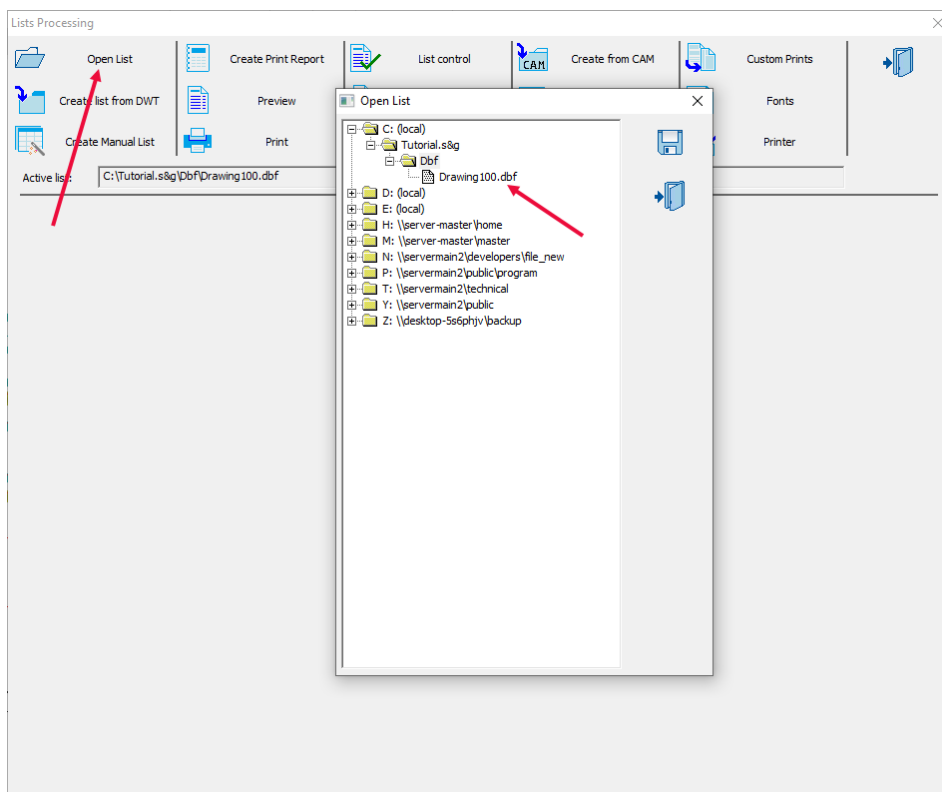 Lists Processing
Open List
Create Print Report
List control
CAM
Create from CAM
Custom Prints
Create list from DWT
Preview
Fonts
Create Manual List
Print
Printer
Active list:
C:\Tutorial.s&g\Dbf\Drawing100.dbf
Open List
C: (local)
Tutorial.s&g
Dbf
Drawing100.dbf
D: (local)
E: (local)
H: \\server-master\home
M: \\server-master\master
N: \\servermain2\developers\file_new
P: \\servermain2\public\program
T: \\servermain2\technical
Y: \\servermain2\public
Z: \\desktop-5s6phjv\backup